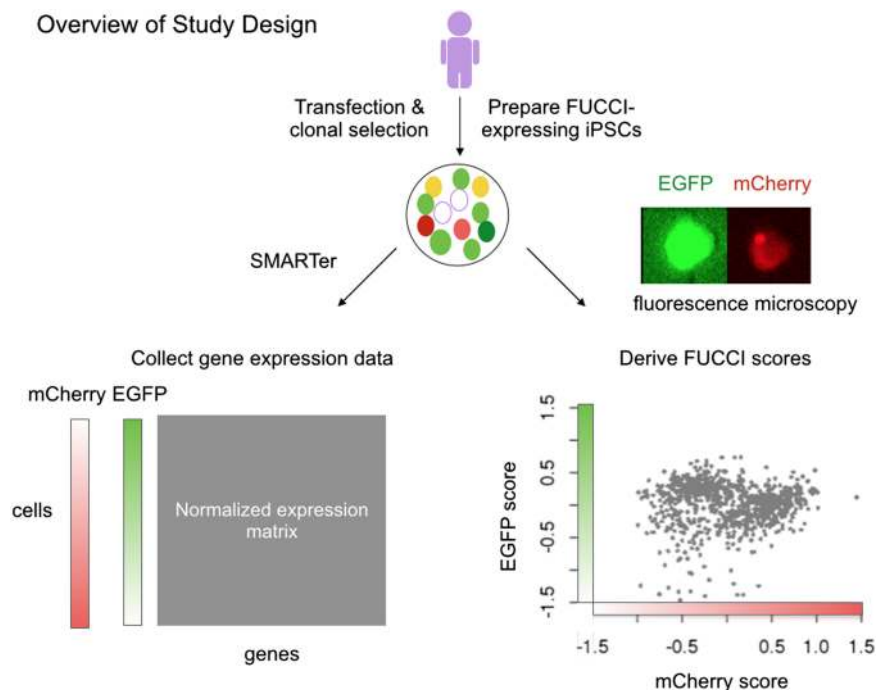 Overview of Study Design
Transfection &
clonal selection
Prepare FUCCI-
expressing iPSCs
EGFP mCherry
SMARTer
fluorescence microscopy
Collect gene expression data
mCherry EGFP
cells
Normalized expression
matrix
genes
Derive FUCCI scores
EGFP score
1.5
0.5
-0.5
-1.5
-1.5 -0.5 0.5 1.0 1.5
mCherry score